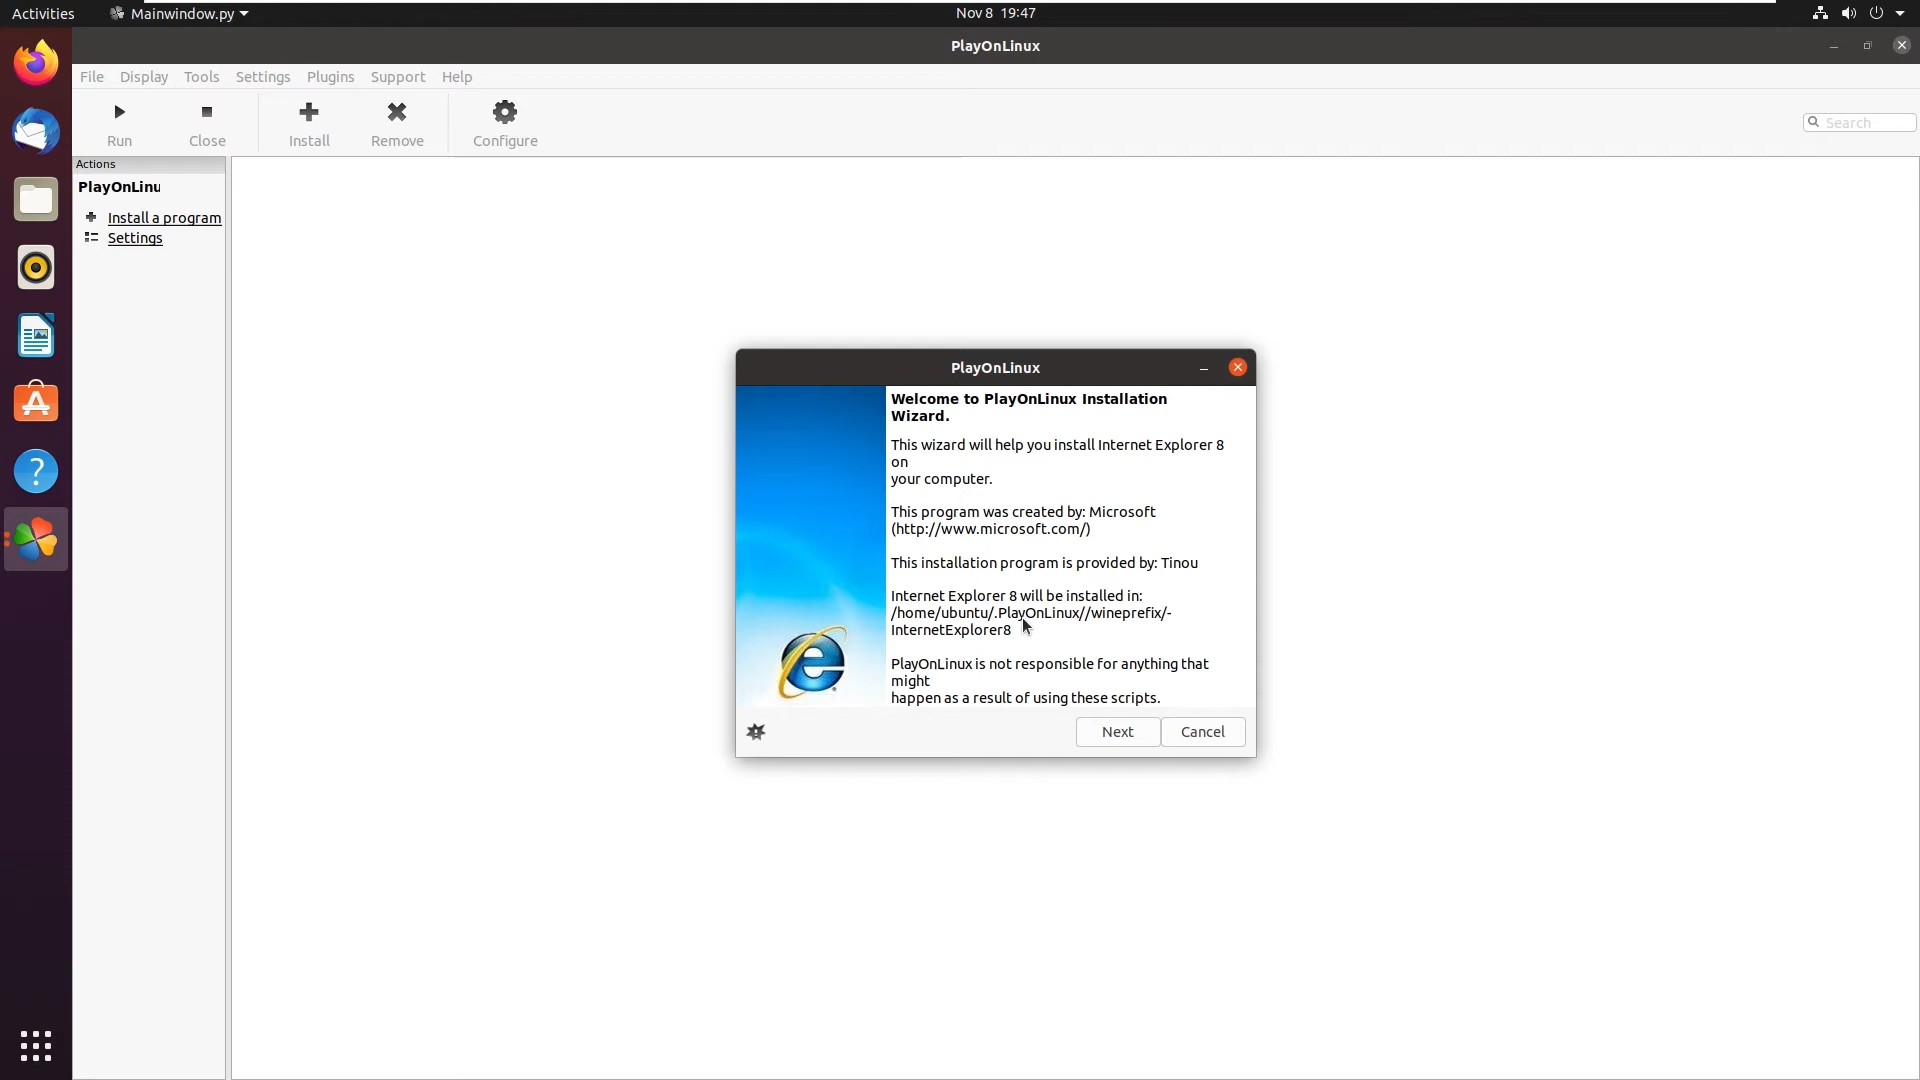 Activities
Mainwindow.py
Nov 8 19:47
PlayOnLinux
File Display Tools Settings Plugins Support Help
Run
Close
Install
Remove
Configure
Search
Actions
PlayOnLinu
Install a program
Settings
PlayOnLinux
Welcome to PlayOnLinux Installation
Wizard.
This wizard will help you install Internet Explorer 8
on
your computer.
This program was created by: Microsoft
(http://www.microsoft.com/)
This installation program is provided by: Tinou
Internet Explorer 8 will be installed in:
/home/ubuntu/.PlayOnLinux//wineprefix/-
InternetExplorer8
PlayOnLinux is not responsible for anything that
might
happen as a result of using these scripts.
Next
Cancel